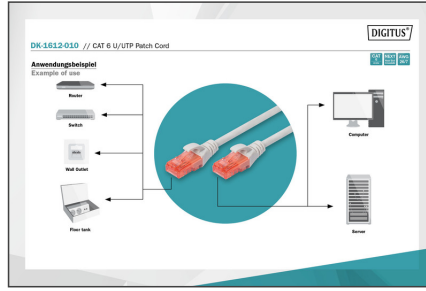 DIGITUS®
DK-1612-010 // CAT 6 U/UTP Patch Cord
Anwendungsbeispiel
Example of use
Router
Switch
Wall Outlet
Floor tank
Computer
Server